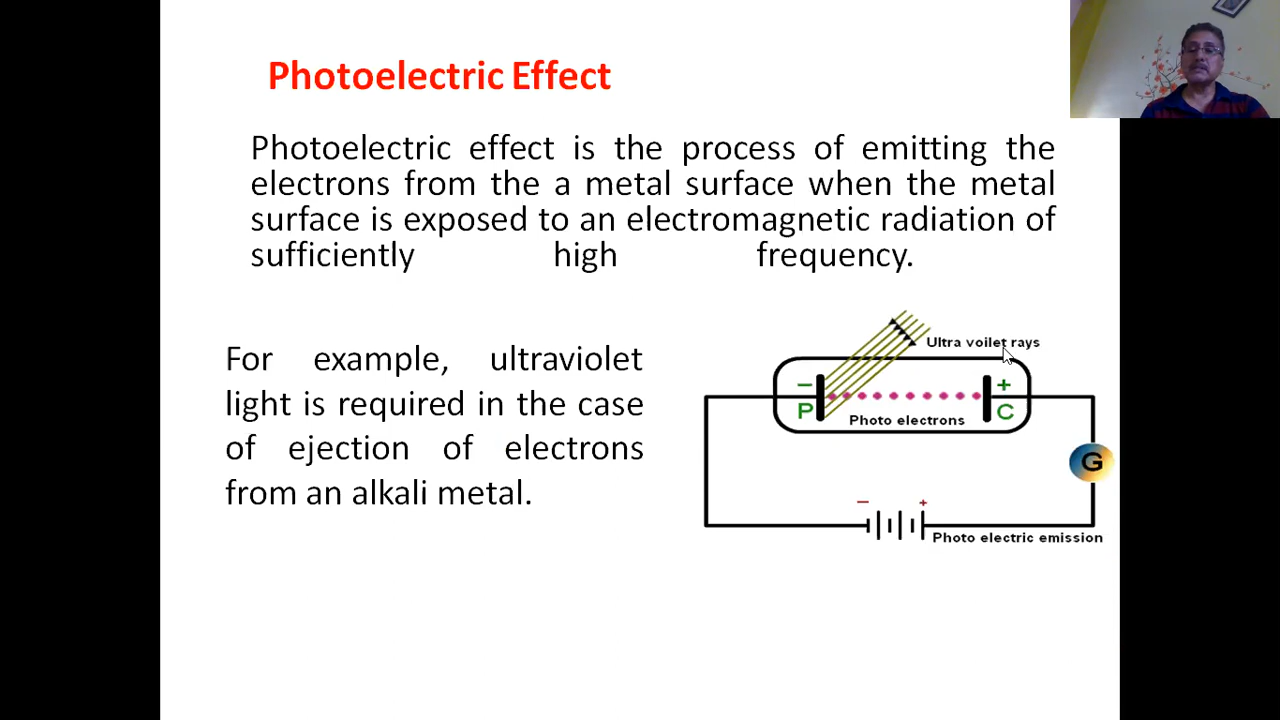 Photoelectric Effect
Photoelectric effect is the process of emitting the
electrons from the a metal surface when the metal
surface is exposed to an electromagnetic radiation of
sufficiently high frequency.
For example, ultraviolet
light is required in the case
of ejection of electrons
from an alkali metal.
Ultra voilet rays
− +
P C
Photo electrons
G
− +
Photo electric emission